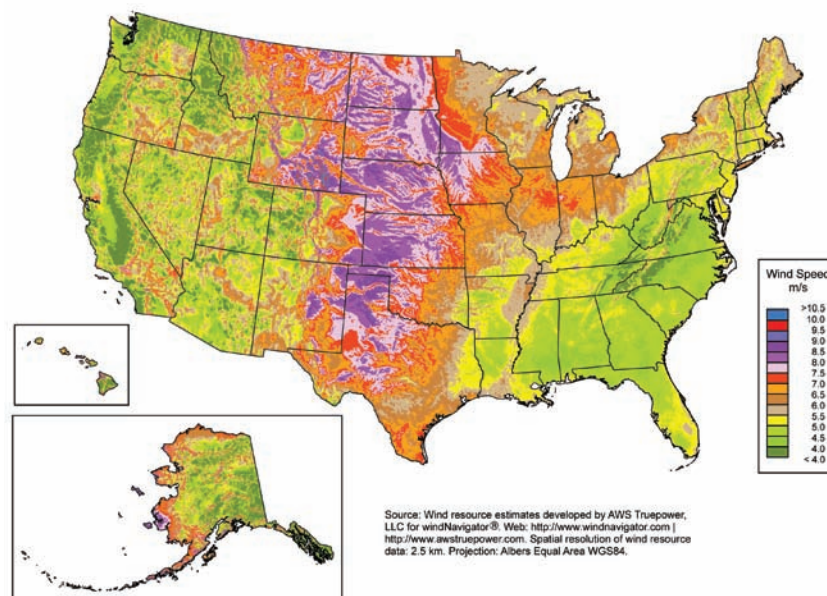 Wind Speed
m/s
>10.5
10.0
9.5
9.0
8.5
8.0
7.5
7.0
6.5
6.0
5.5
5.0
4.5
4.0
< 4.0
Source: Wind resource estimates developed by AWS Truepower,
LLC for windNavigator®. Web: http://www.windnavigator.com |
http://www.awstruepower.com. Spatial resolution of wind resource
data: 2.5 km. Projection: Albers Equal Area WGS84.